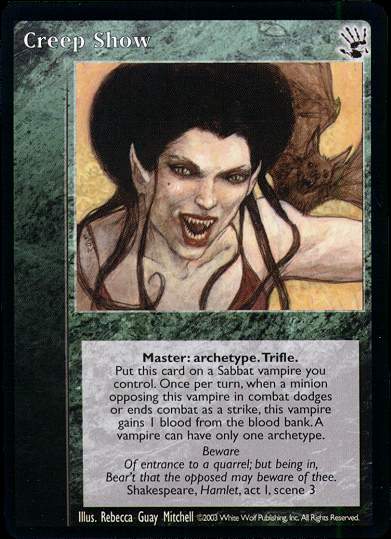 Creep Show
Master: archetype. Trifle.
Put this card on a Sabbat vampire you
control. Once per turn, when a minion
opposing this vampire in combat dodges
or ends combat as a strike, this vampire
gains 1 blood from the blood bank. A
vampire can have only one archetype.
Beware
Of entrance to a quarrel; but being in,
Bear't that the opposed may beware of thee.
Shakespeare, Hamlet, act 1, scene 3
Illus. Rebecca Guay Mitchell ©2003 White Wolf Publishing, Inc. All Rights Reserved.